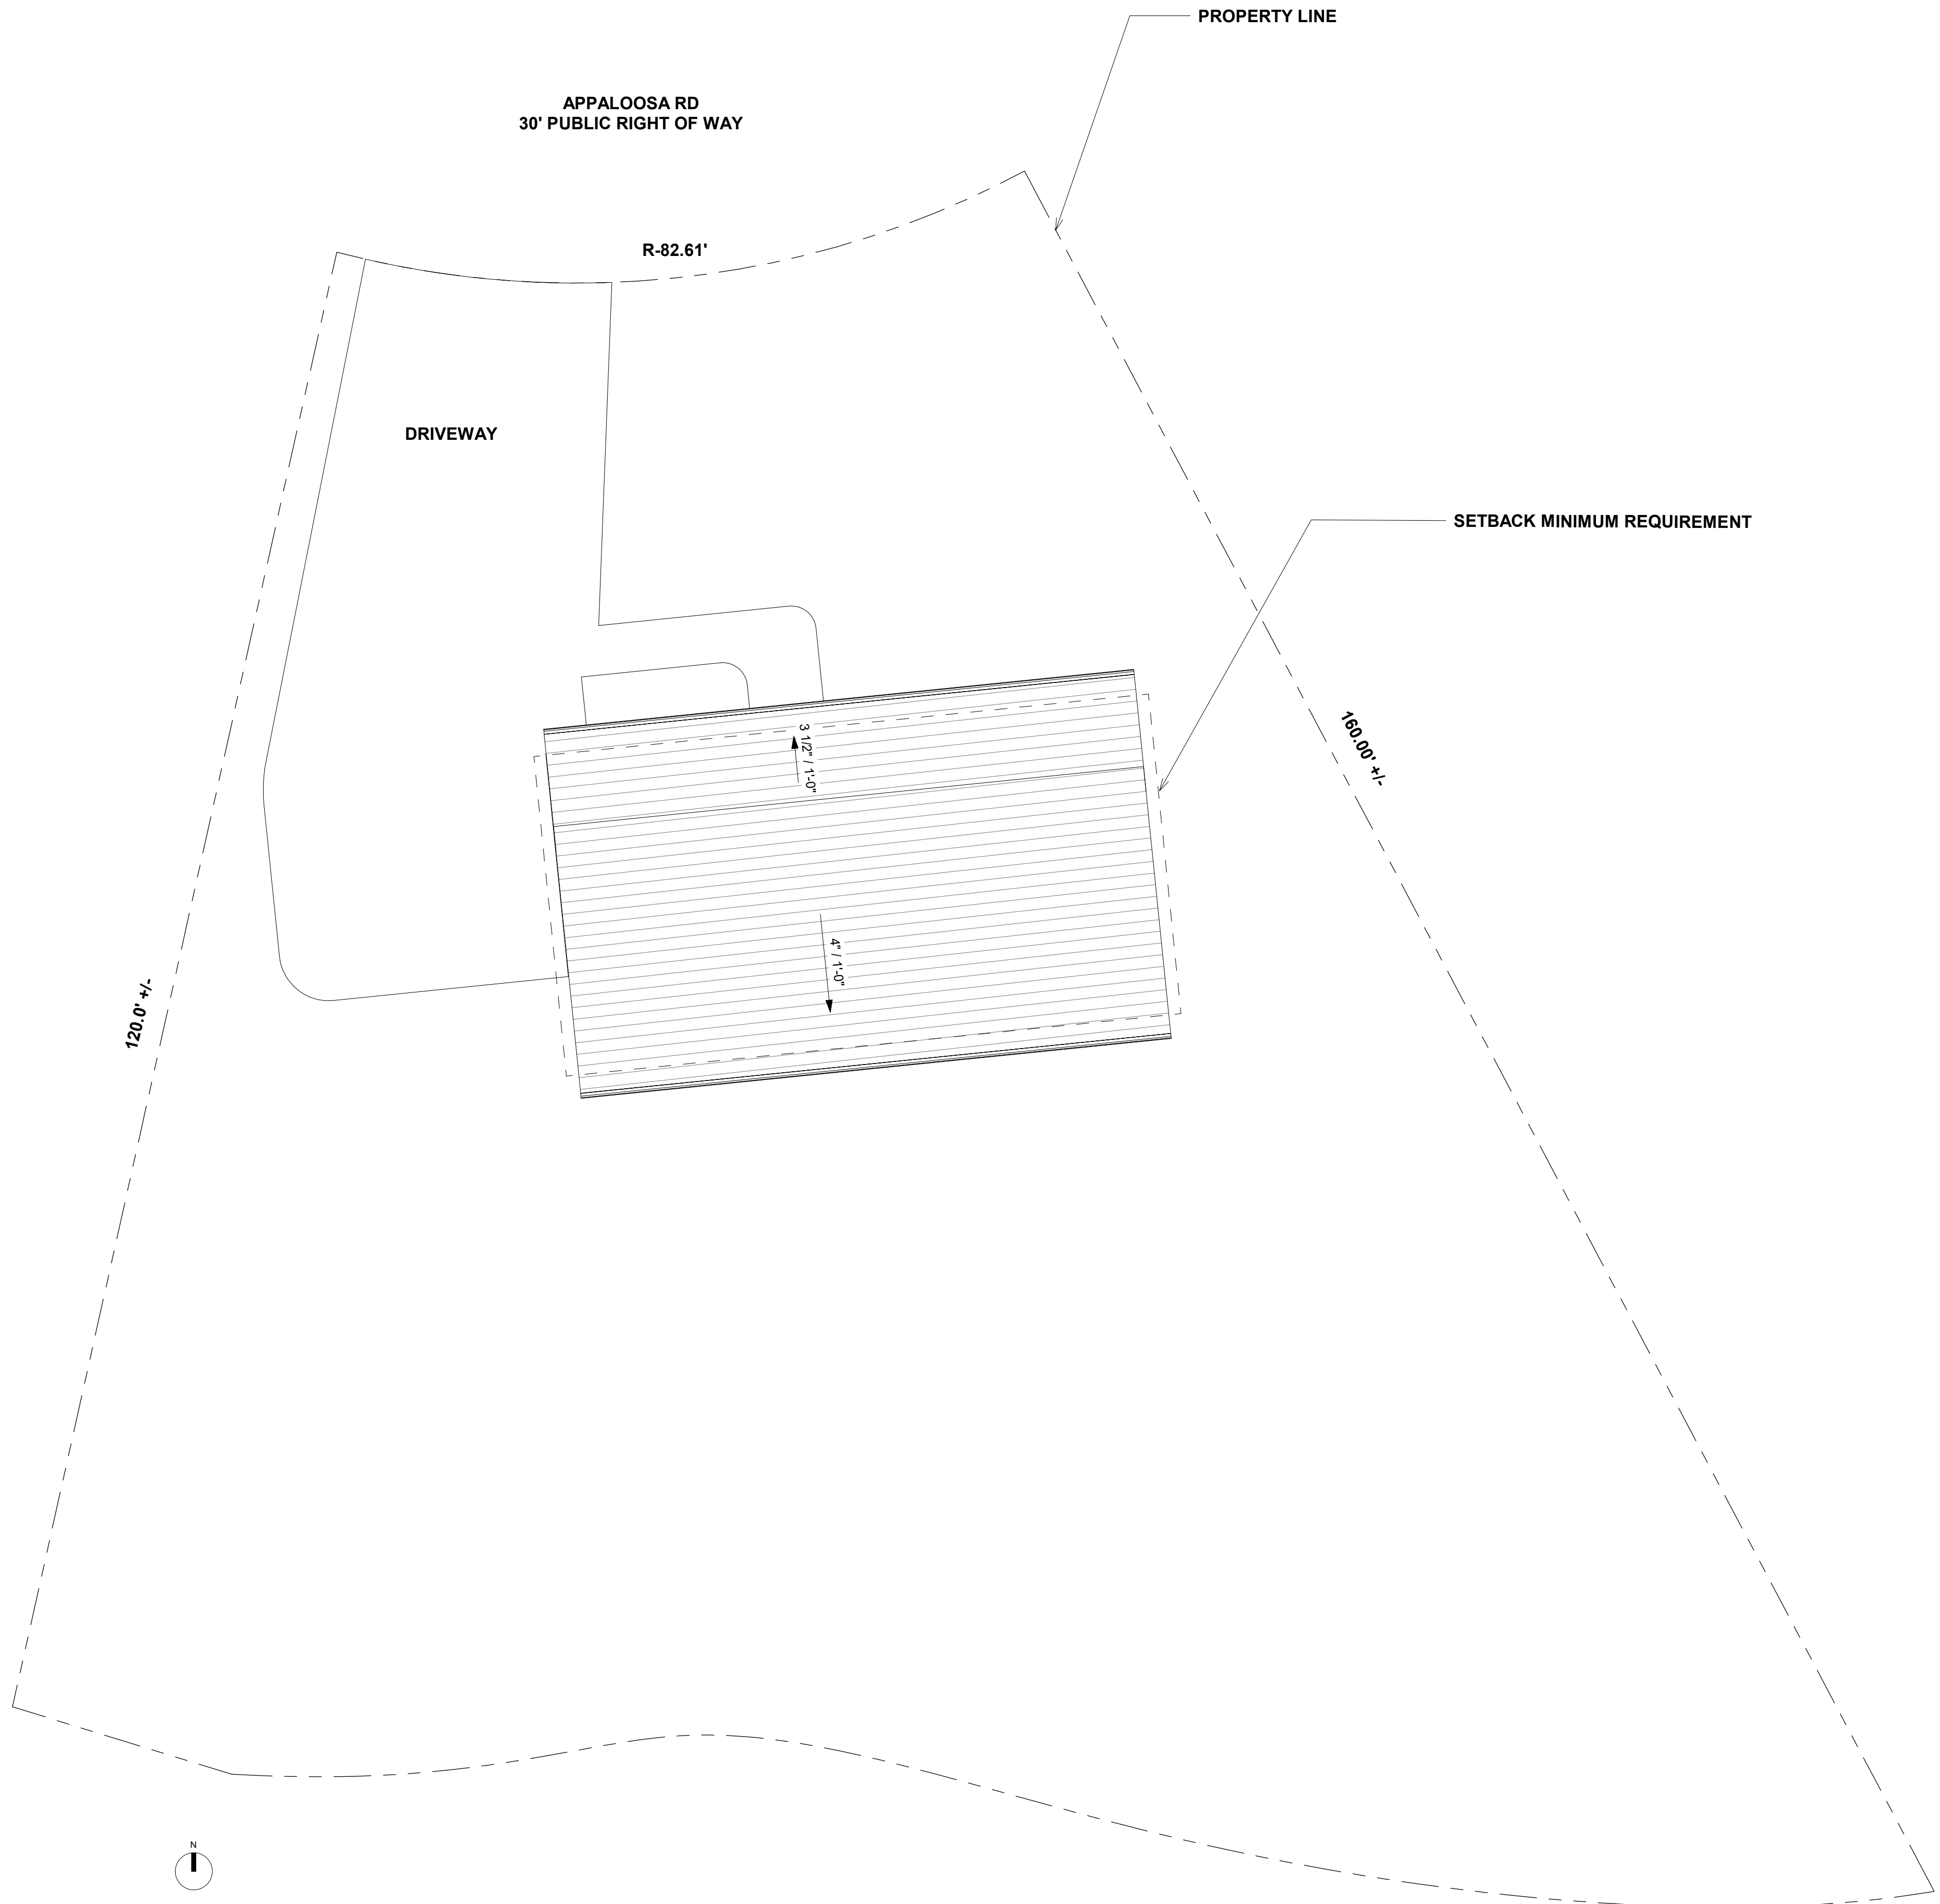 PROPERTY LINE
APPALOOSA RD
30' PUBLIC RIGHT OF WAY
R-82.61'
DRIVEWAY
SETBACK MINIMUM REQUIREMENT
3 1/2" / 1'-0"
160.00' +/-
4" / 1'-0"
120.0' +/-
N